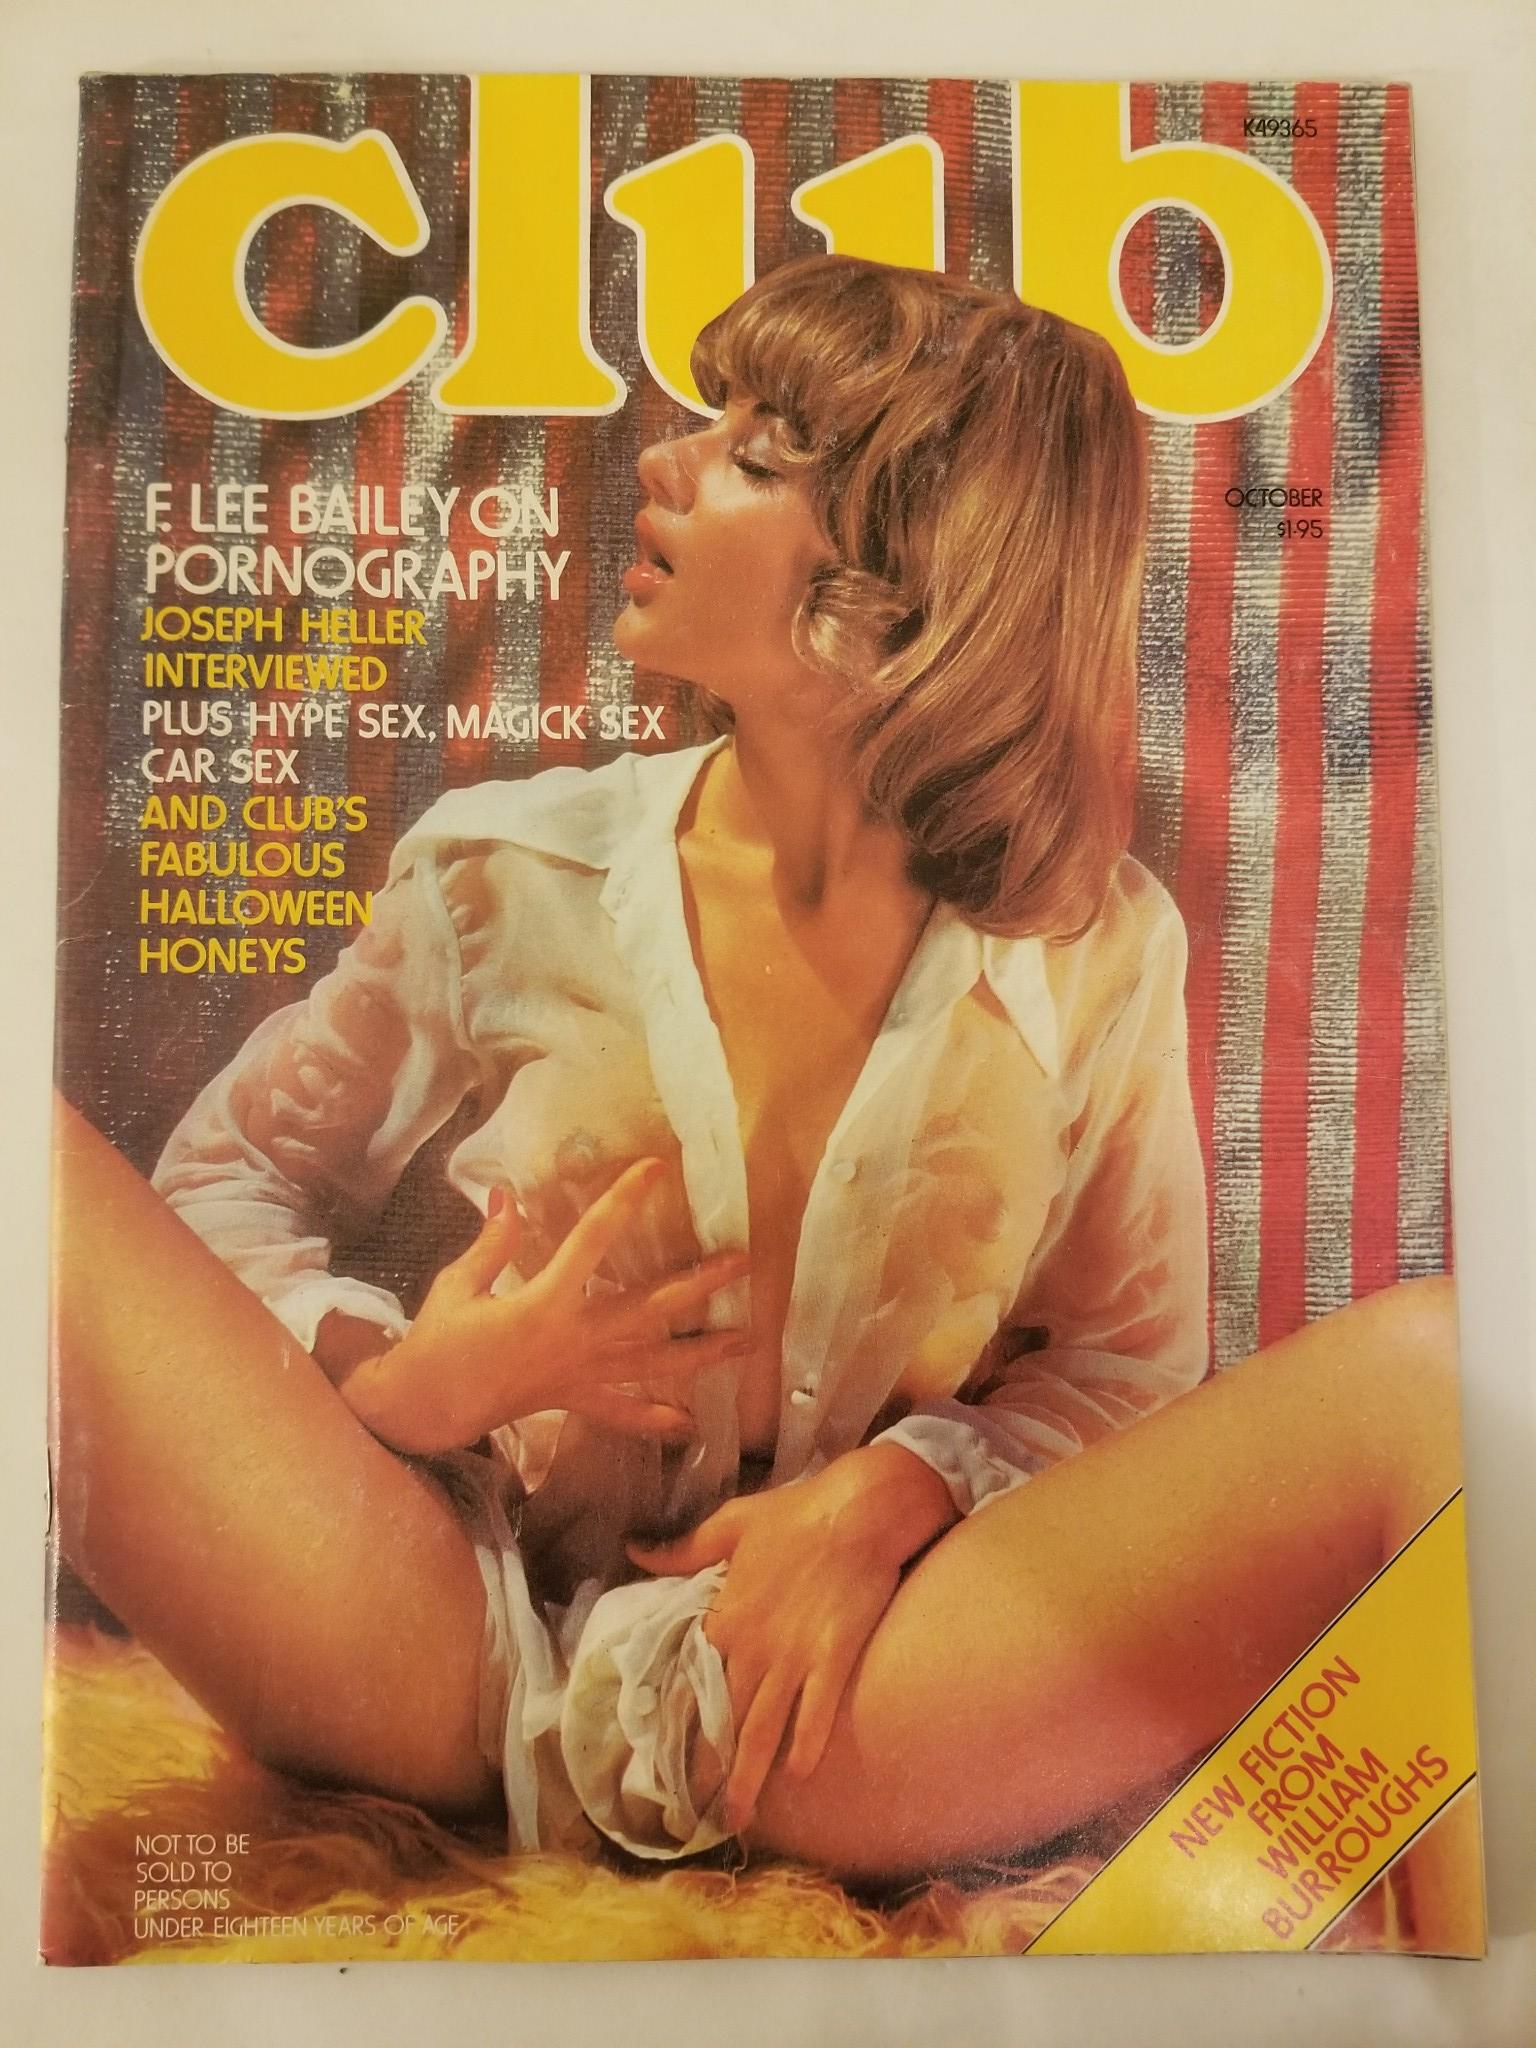 club
K49365
OCTOBER
$1.95
F. LEE BAILEY ON
PORNOGRAPHY
JOSEPH HELLER
INTERVIEWED
PLUS HYPE SEX, MAGICK SEX
CAR SEX
AND CLUB'S
FABULOUS
HALLOWEEN
HONEYS
NOT TO BE
SOLD TO
PERSONS
UNDER EIGHTEEN YEARS OF AGE
NEW FICTION
FROM
WILLIAM
BURROUGHS